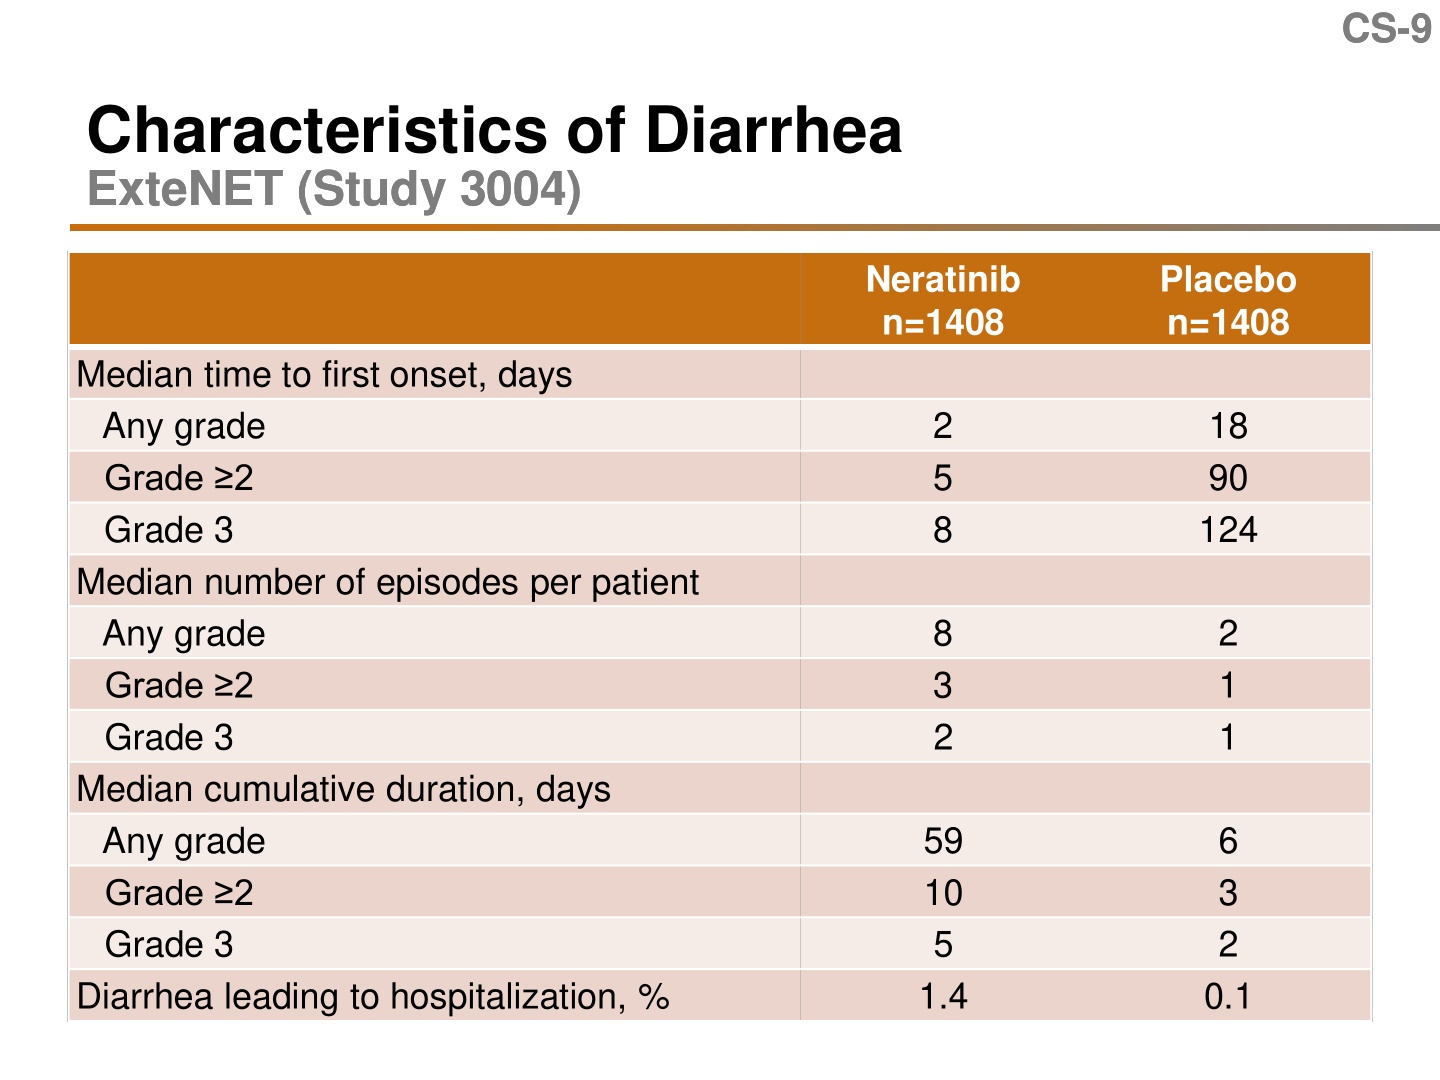 CS-9
Characteristics of Diarrhea
ExteNET (Study 3004)
Neratinib Placebo
n=1408 n=1408
Median time to first onset, days
Any grade 2 18
Grade ≥2 5 90
Grade 3 8 124
Median number of episodes per patient
Any grade 8 2
Grade ≥2 3 1
Grade 3 2 1
Median cumulative duration, days
Any grade 59 6
Grade ≥2 10 3
Grade 3 5 2
Diarrhea leading to hospitalization, % 1.4 0.1